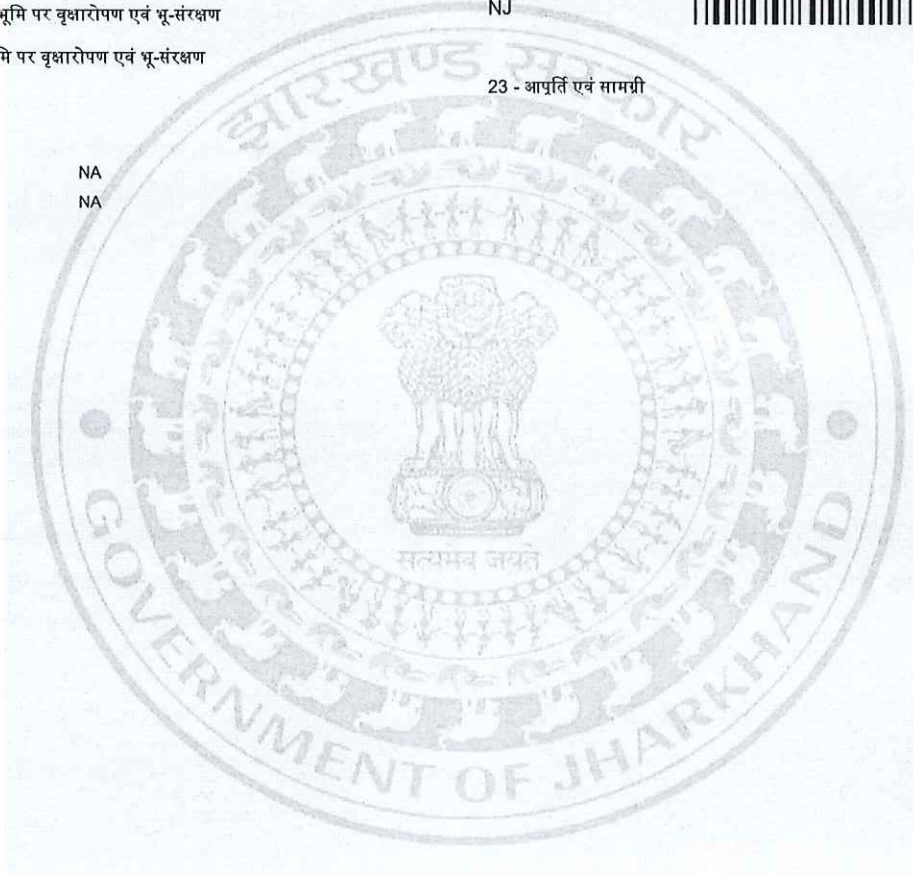 भूमि पर वृक्षारोपण एवं भू-संरक्षण
NJ
मि पर वृक्षारोपण एवं भू-संरक्षण
23 - आपूर्ति एवं सामग्री
NA
NA
झारखण्ड सरकार
सत्यमेव जयते
GOVERNMENT OF JHARKHAND